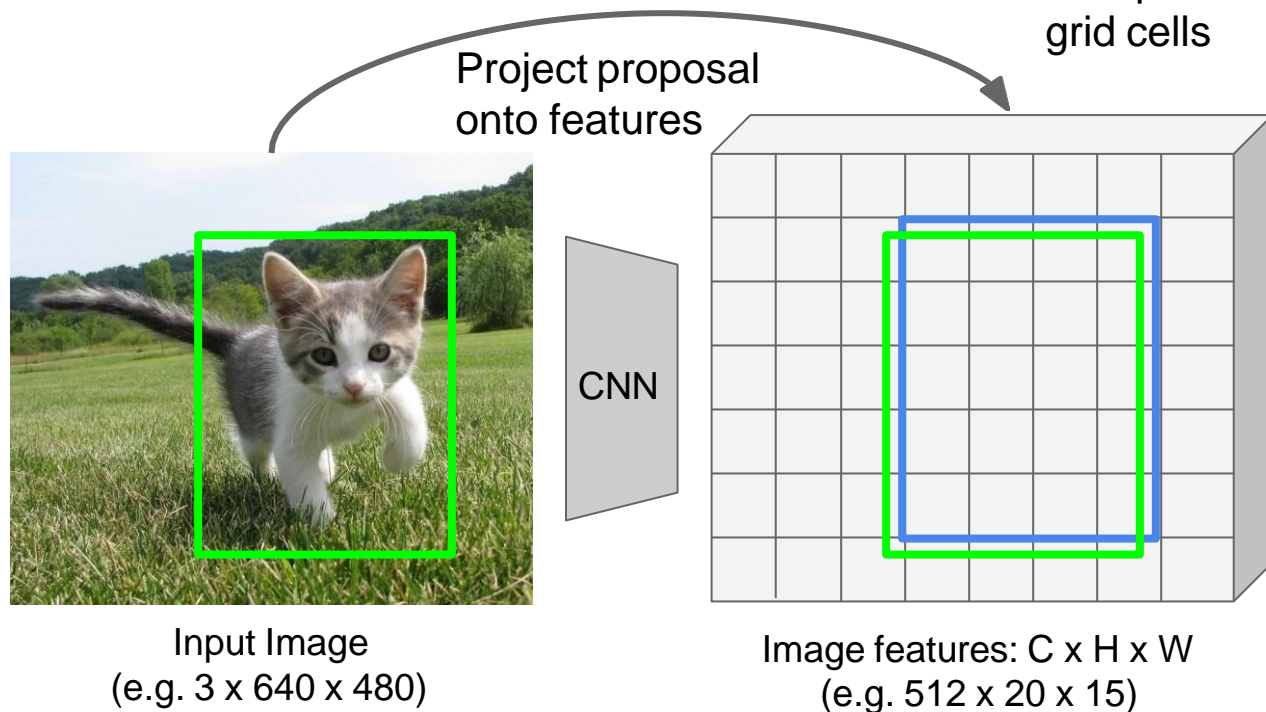 grid cells
Project proposal
onto features
CNN
Input Image
(e.g. 3 x 640 x 480)
Image features: C x H x W
(e.g. 512 x 20 x 15)